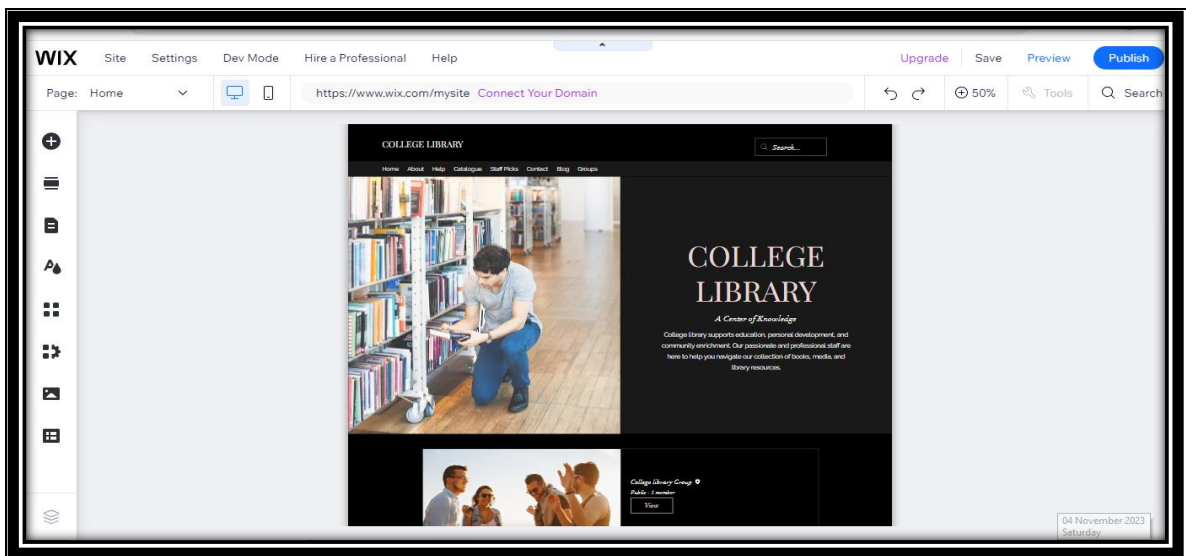 WIX Site Settings Dev Mode Hire a Professional Help Upgrade Save Preview Publish
Page: Home https://www.wix.com/mysite Connect Your Domain 50% Tools Search
COLLEGE LIBRARY Search...
Home About Help Catalogue Staff Picks Contact Blog Groups
COLLEGE
LIBRARY
A Center of Knowledge
College library supports education, personal development, and
community enrichment. Our passionate and professional staff are
here to help you navigate our collection of books, media, and
library resources.
College library Group
Public · 1 member
View
04 November 2023
Saturday